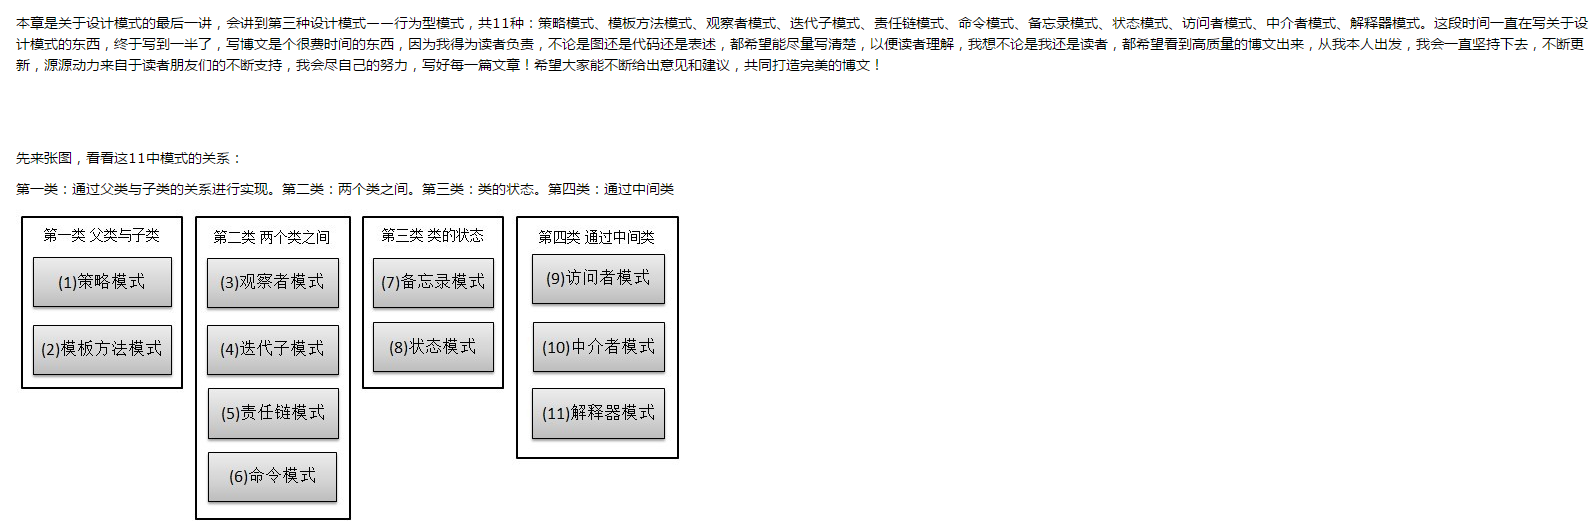 本章是关于设计模式的最后一讲，会讲到第三种设计模式——行为型模式，共11种：策略模式、模板方法模式、观察者模式、迭代子模式、责任链模式、命令模式、备忘录模式、状态模式、访问者模式、中介者模式、解释器模式。这段时间一直在写关于设
计模式的东西，终于写到一半了，写博文是个很费时间的东西，因为我得为读者负责，不论是图还是代码还是表述，都希望能尽量写清楚，以便读者理解，我想不论是我还是读者，都希望看到高质量的博文出来，从我本人出发，我会一直坚持下去，不断更
新，源源动力来自于读者朋友们的不断支持，我会尽自己的努力，写好每一篇文章！希望大家能不断给出意见和建议，共同打造完美的博文！
先来张图，看看这11中模式的关系：
第一类：通过父类与子类的关系进行实现。第二类：两个类之间。第三类：类的状态。第四类：通过中间类
第一类 父类与子类
(1)策略模式
(2)模板方法模式
第二类 两个类之间
(3)观察者模式
(4)迭代子模式
(5)责任链模式
(6)命令模式
第三类 类的状态
(7)备忘录模式
(8)状态模式
第四类 通过中间类
(9)访问者模式
(10)中介者模式
(11)解释器模式